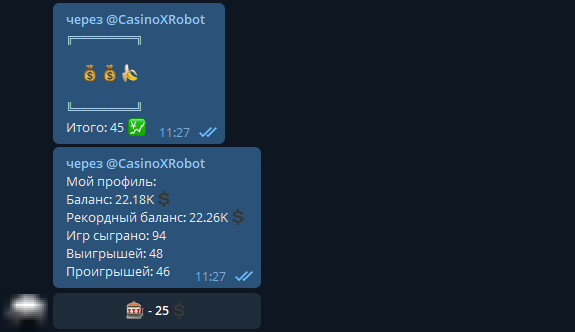 через @CasinoXRobot
╔════════╗
💰💰🍌
╚════════╝
Итого: 45 💹
11:27
через @CasinoXRobot
Мой профиль:
Баланс: 22.18K 💲
Рекордный баланс: 22.26K 💲
Игр сыграно: 94
Выигрышей: 48
Проигрышей: 46
11:27
🎰 - 25 💲